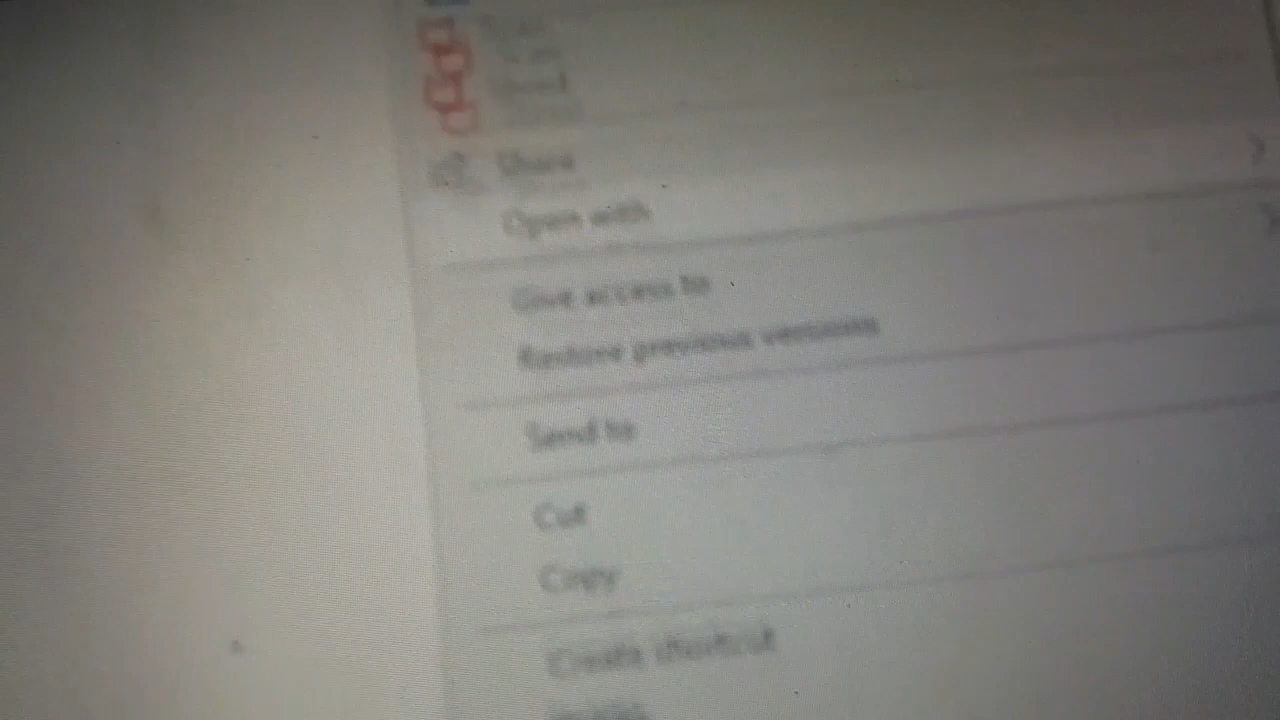 Share
Open with
Give access to
Restore previous versions
Send to
Cut
Copy
Create shortcut